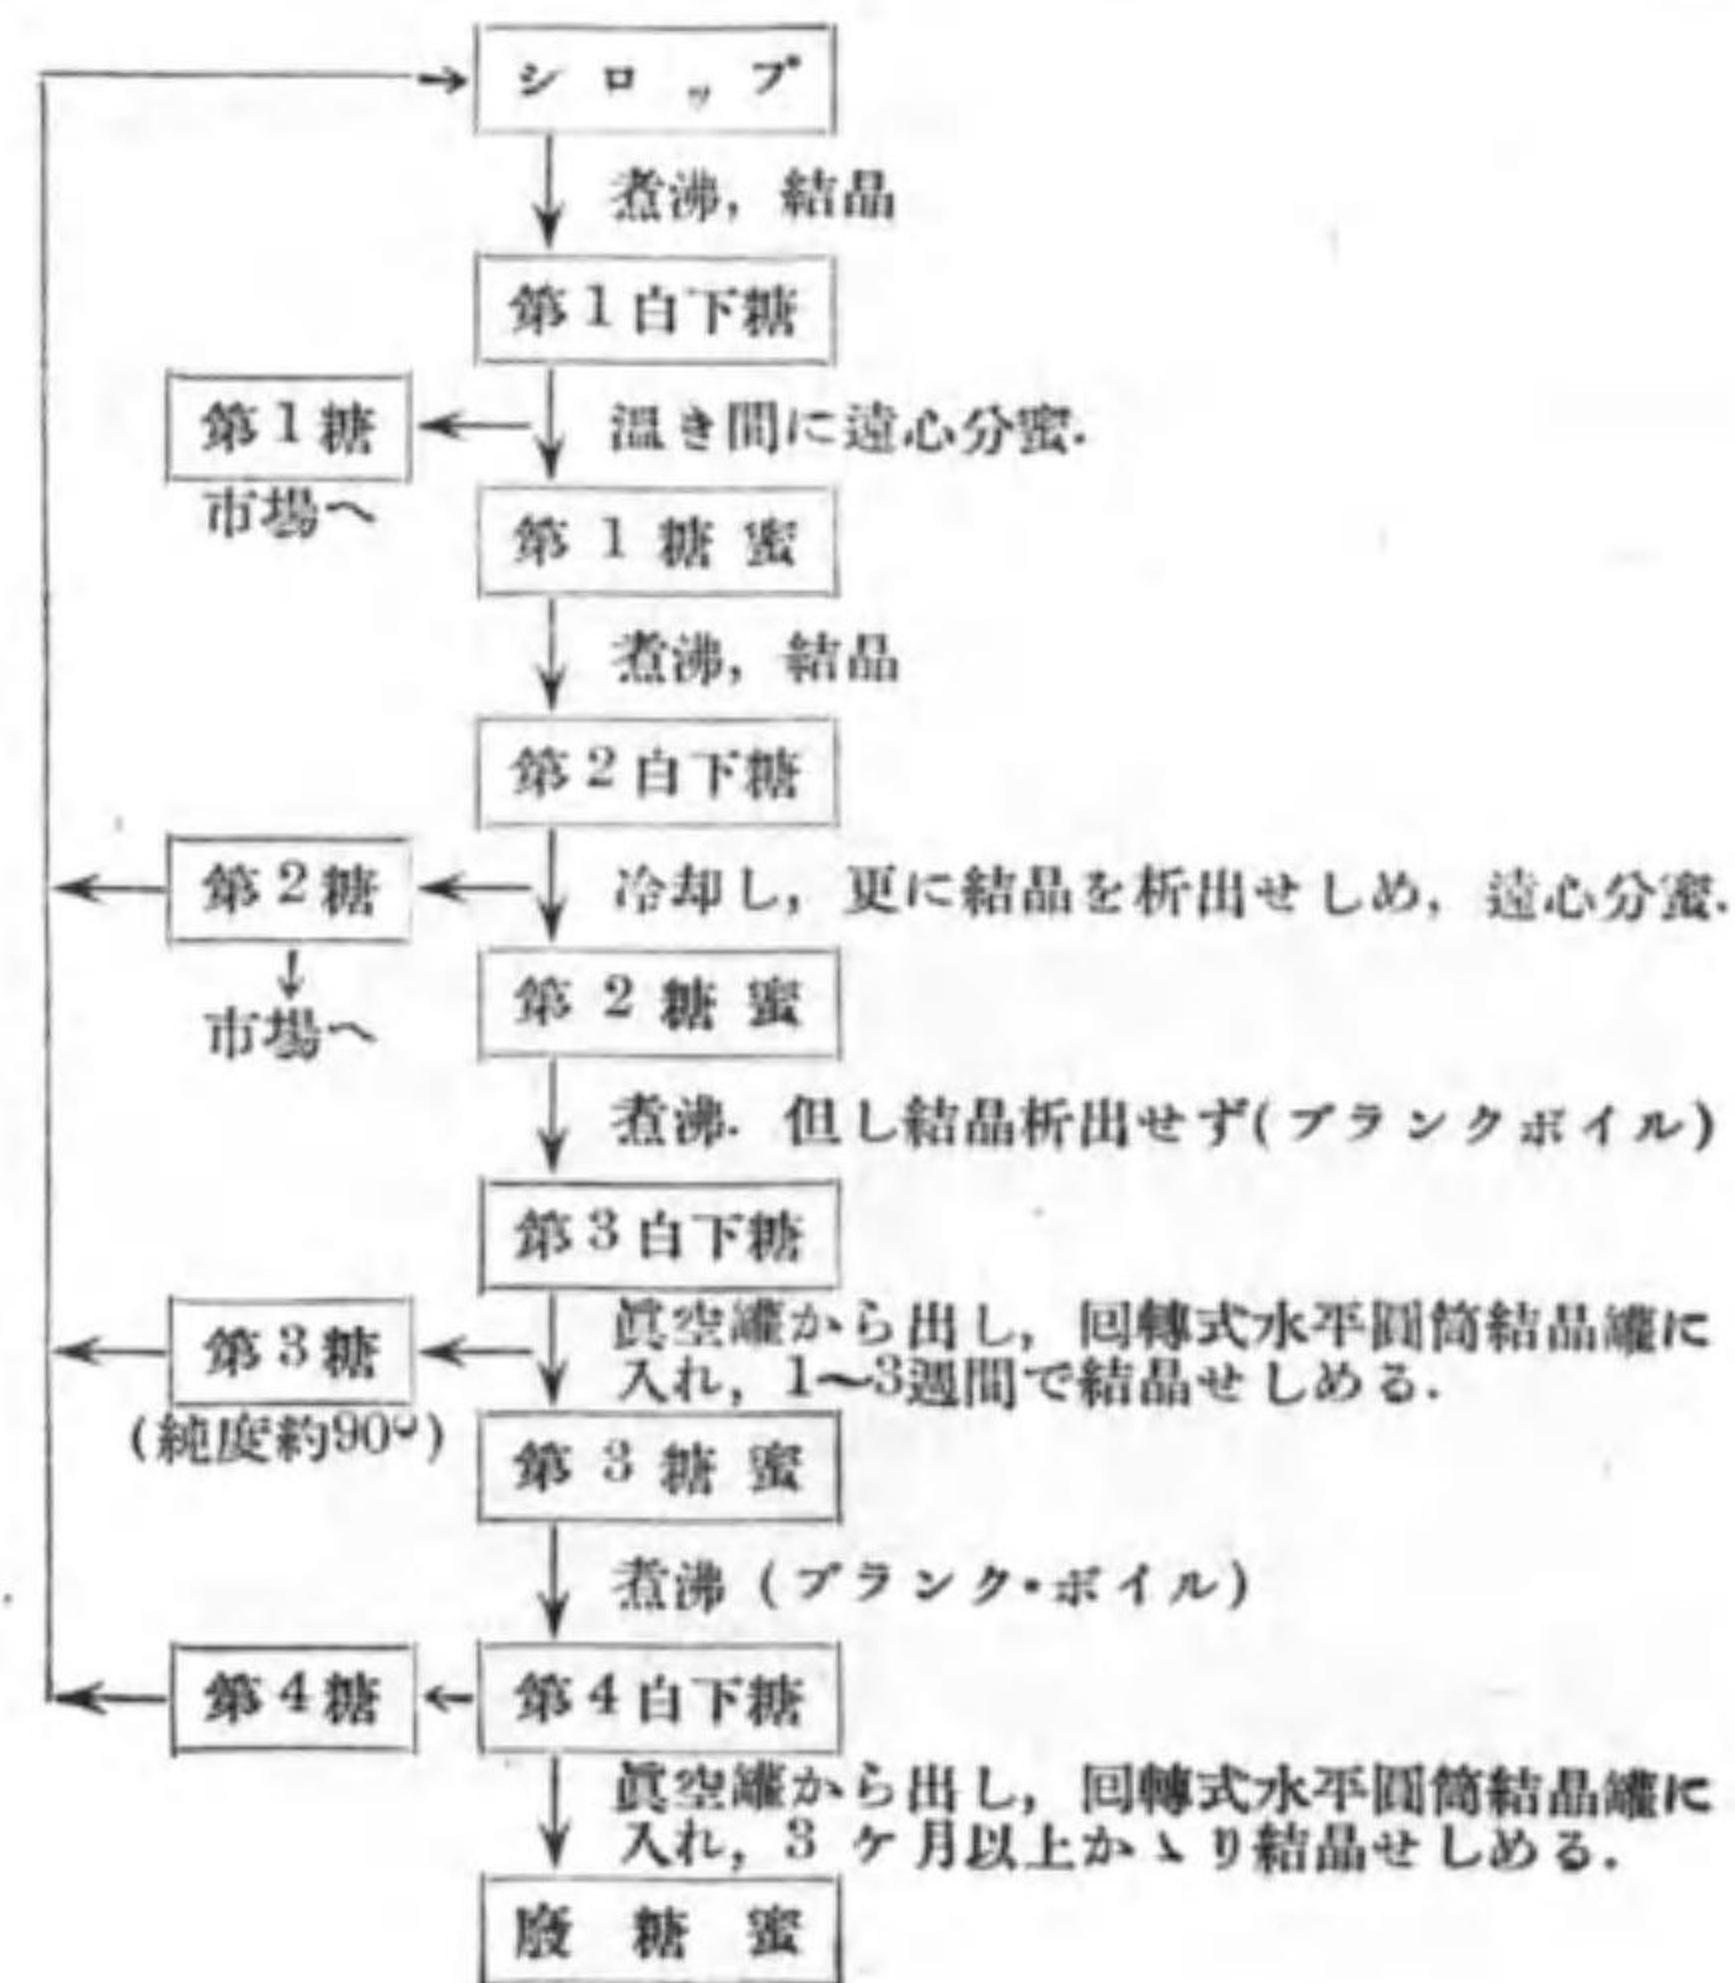 シロップ
煮沸，結晶
第1白下糖
第1糖
温き間に遠心分蜜．
市場へ
第1糖蜜
煮沸，結晶
第2白下糖
第2糖
冷却し，更に結晶を析出せしめ，遠心分蜜．
市場へ
第2糖蜜
煮沸．但し結晶析出せず(ブランクボイル)
第3白下糖
第3糖
眞空罐から出し，回轉式水平圓筒結晶罐に
入れ，1〜3週間で結晶せしめる．
(純度約90°)
第3糖蜜
煮沸(ブランク・ボイル)
第4糖
第4白下糖
眞空罐から出し，回轉式水平圓筒結晶罐に
入れ，3ケ月以上かゝり結晶せしめる．
廢糖蜜